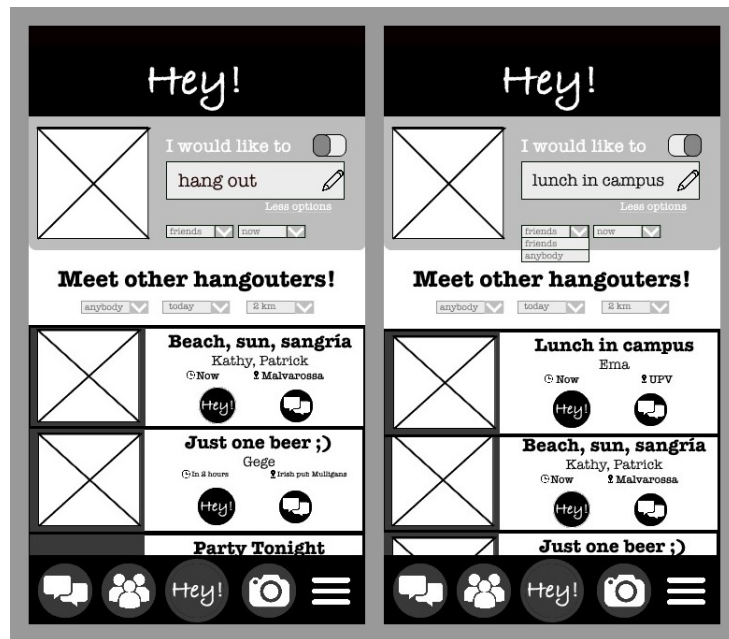 Hey!
I would like to
hang out
Less options
friends now
Meet other hangouters!
anybody today 2 km
Beach, sun, sangría
Kathy, Patrick
Now Malvarossa
Hey!
Just one beer ;)
Gege
In 2 hours Irish pub Mulligans
Hey!
Party Tonight
Hey!
Hey!
I would like to
lunch in campus
Less options
friends now
friends
anybody
Meet other hangouters!
anybody today 2 km
Lunch in campus
Ema
Now UPV
Hey!
Beach, sun, sangría
Kathy, Patrick
Now Malvarossa
Hey!
Just one beer ;)
Hey!